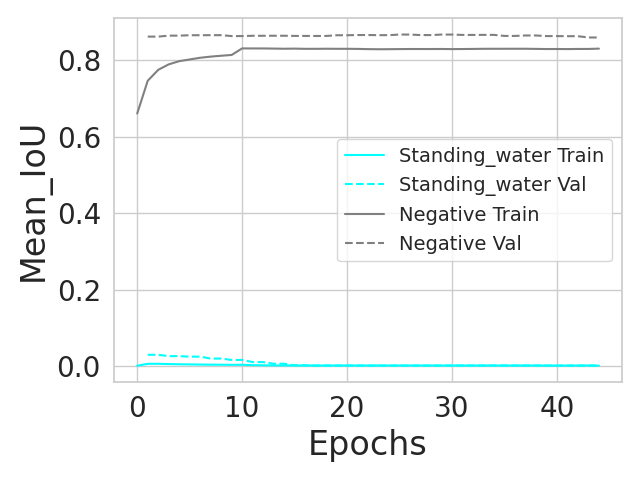 0.8
0.6
0.4
0.2
0.0
Mean_IoU
Standing_water Train
Standing_water Val
Negative Train
Negative Val
0 10 20 30 40
Epochs